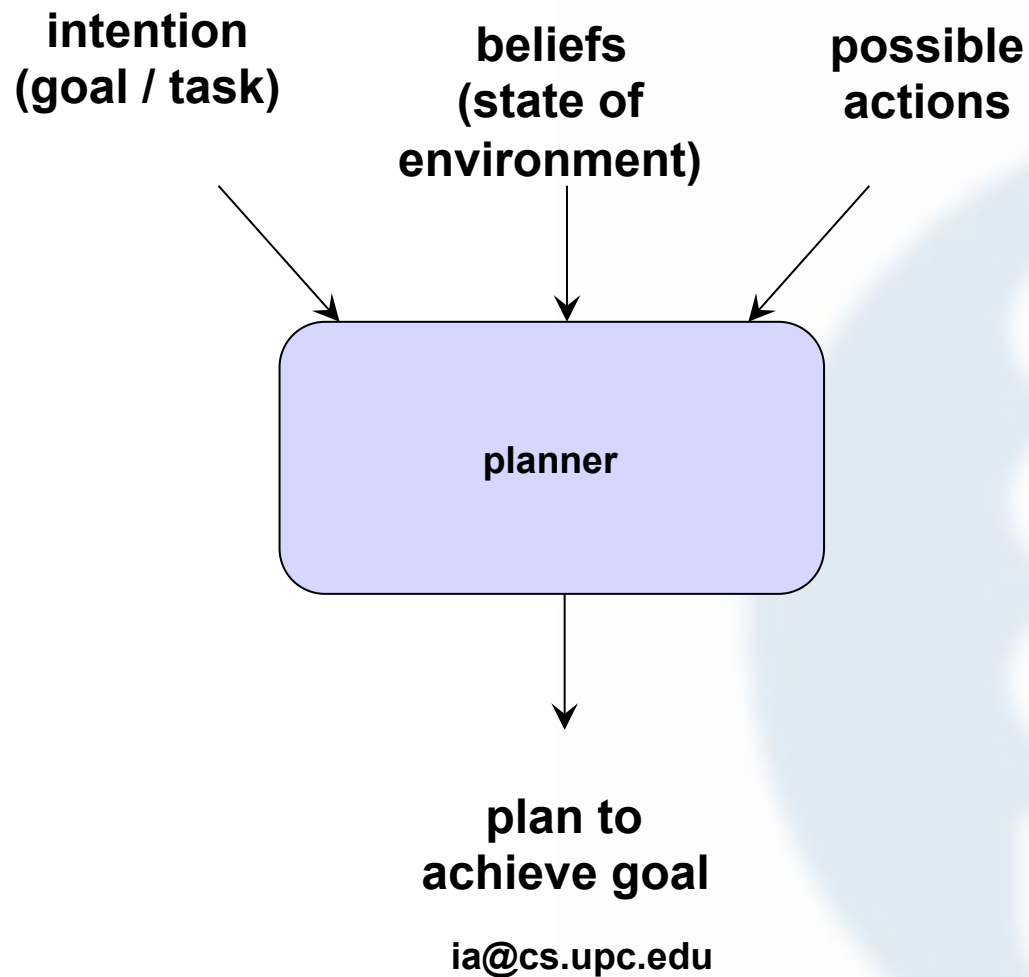 intention
(goal / task)
beliefs
(state of
environment)
possible
actions
planner
plan to
achieve goal
ia@cs.upc.edu